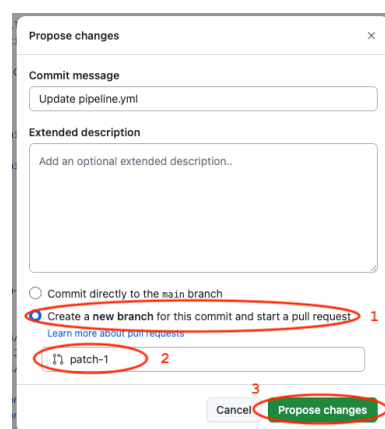 Propose changes
Commit message
Update pipeline.yml
Extended description
Add an optional extended description..
Commit directly to the main branch
Create a new branch for this commit and start a pull request 1
Learn more about pull requests
patch-1 2
3
Cancel Propose changes